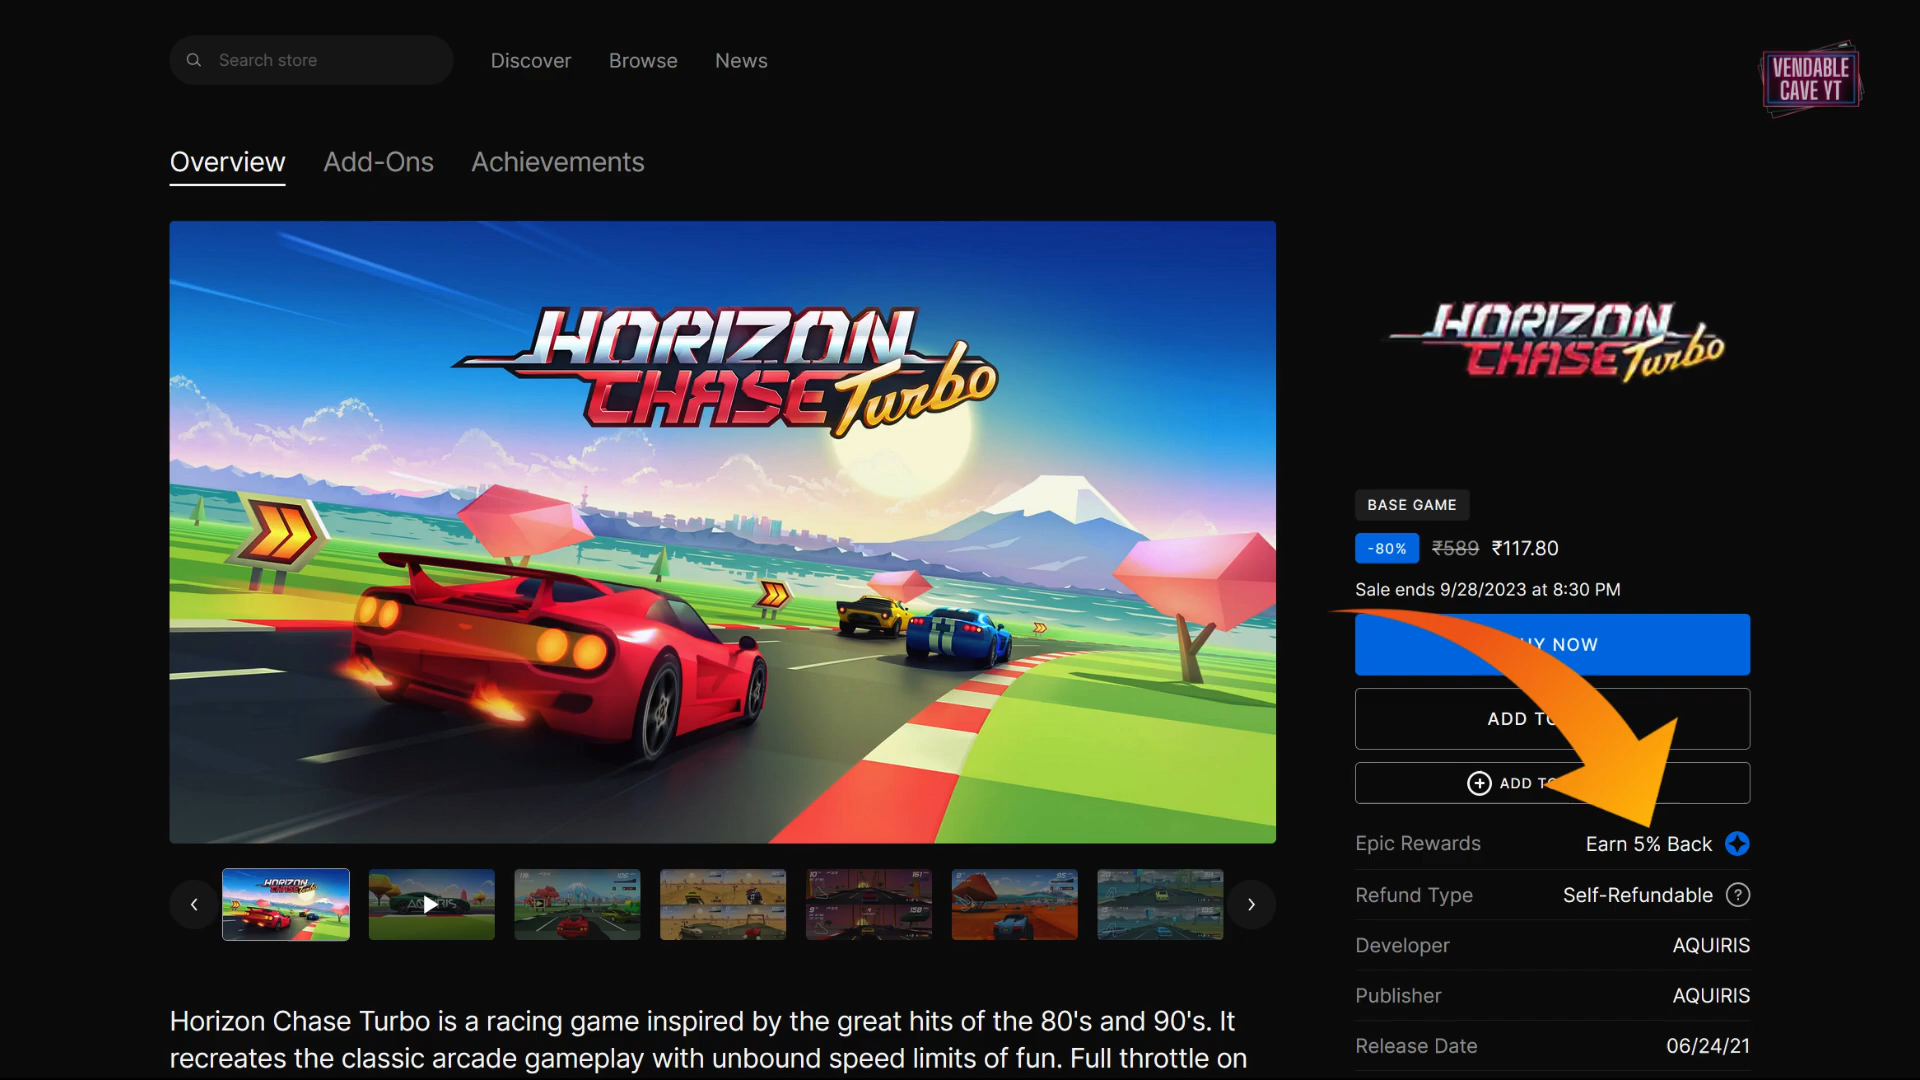 Search store
Discover
Browse
News
VENDABLE
CAVE YT
Overview
Add-Ons
Achievements
HORIZON
CHASE Turbo
HORIZON
CHASE Turbo
BASE GAME
-80% ₹589 ₹117.80
Sale ends 9/28/2023 at 8:30 PM
NOW
ADD
ADD
Epic Rewards Earn 5% Back
Refund Type Self-Refundable ?
Developer AQUIRIS
Publisher AQUIRIS
Release Date 06/24/21
HORIZON
CHASE Turbo
Horizon Chase Turbo is a racing game inspired by the great hits of the 80's and 90's. It
recreates the classic arcade gameplay with unbound speed limits of fun. Full throttle on